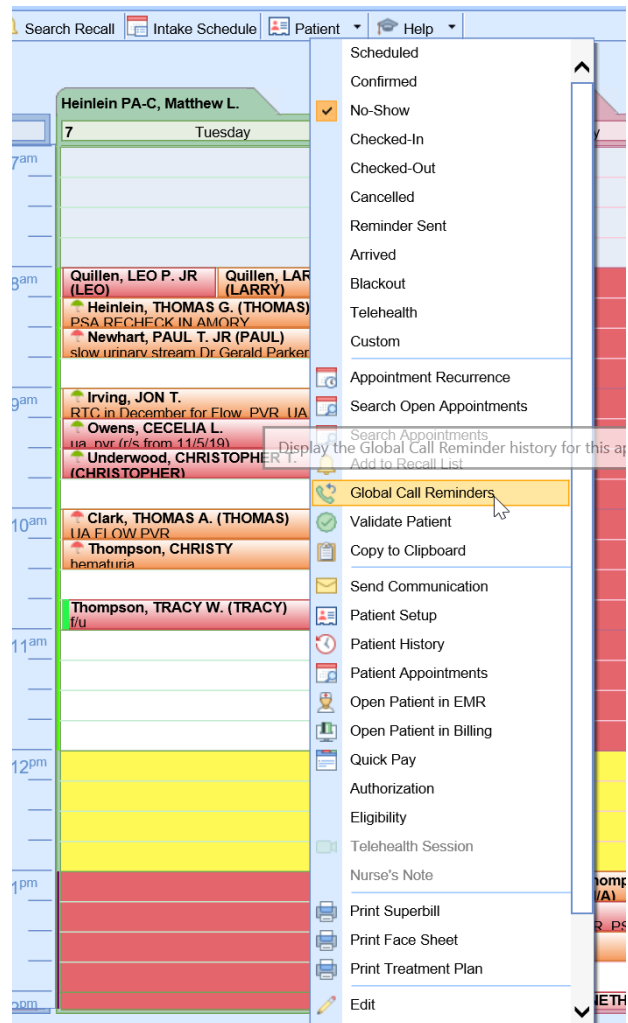 Search Recall Intake Schedule Patient Help
Heinlein PA-C, Matthew L.
7 Tuesday
7am
8am
Quillen, LEO P. JR
(LEO)
Quillen, LAR
(LARRY)
Heinlein, THOMAS G. (THOMAS)
PSA RECHECK IN AMORY
Newhart, PAUL T. JR (PAUL)
slow urinary stream Dr Gerald Parker
9am
Irving, JON T.
RTC in December for Flow PVR UA
Owens, CECELIA L.
ua pvr (r/s from 11/5/19)
Underwood, CHRISTOPHER T.
(CHRISTOPHER)
10am
Clark, THOMAS A. (THOMAS)
UA FLOW PVR
Thompson, CHRISTY
hematuria
Thompson, TRACY W. (TRACY)
f/u
11am
12pm
1pm
2pm
Scheduled
Confirmed
No-Show
Checked-In
Checked-Out
Cancelled
Reminder Sent
Arrived
Blackout
Telehealth
Custom
Appointment Recurrence
Search Open Appointments
Search Appointments
Display the Global Call Reminder history for this ap
Add to Recall List
Global Call Reminders
Validate Patient
Copy to Clipboard
Send Communication
Patient Setup
Patient History
Patient Appointments
Open Patient in EMR
Open Patient in Billing
Quick Pay
Authorization
Eligibility
Telehealth Session
Nurse's Note
Print Superbill
Print Face Sheet
Print Treatment Plan
Edit
y
homp
/A)
R PS
NETH